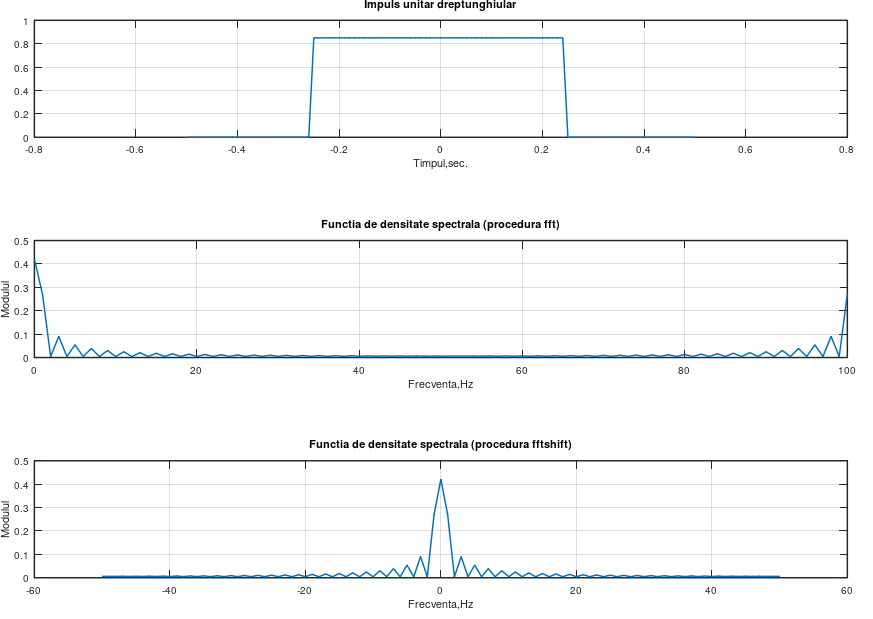 Impuls unitar dreptunghiular
1
0.8
0.6
0.4
0.2
0
-0.8 -0.6 -0.4 -0.2 0 0.2 0.4 0.6 0.8
Timpul,sec.
Functia de densitate spectrala (procedura fft)
0.5
0.4
0.3
0.2
0.1
0
Modulul
0 20 40 60 80 100
Frecventa,Hz
Functia de densitate spectrala (procedura fftshift)
0.5
0.4
0.3
0.2
0.1
0
Modulul
-60 -40 -20 0 20 40 60
Frecventa,Hz